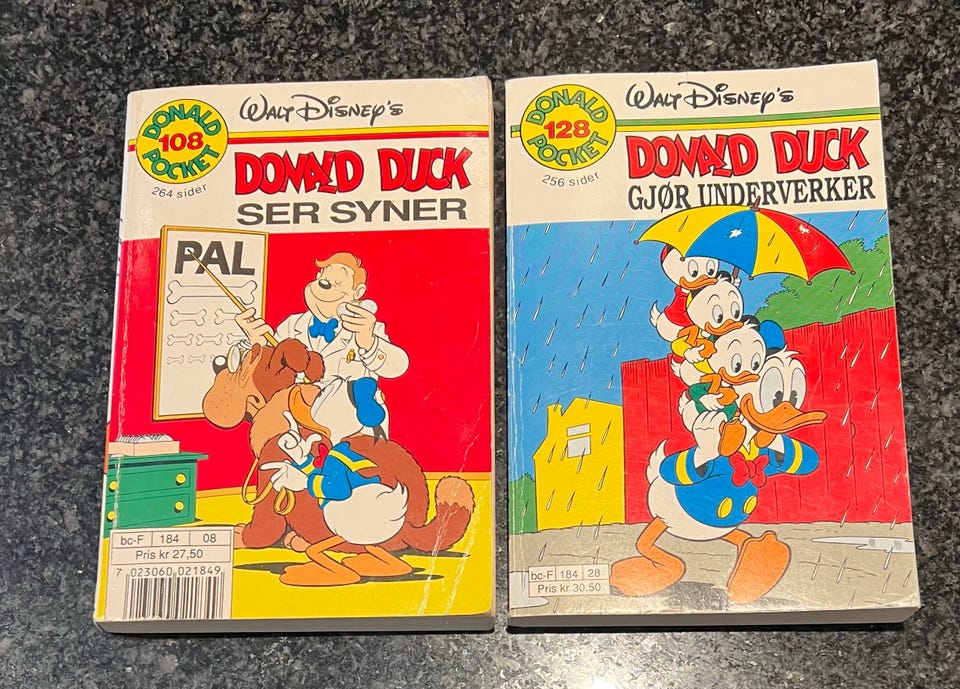 DONALD
108
POCKET
264 sider
WALT DISNEY'S
DONALD DUCK
SER SYNER
PAL
bc-F 184 08
Pris kr 27,50
7 023060 021849
DONALD
128
POCKET
256 sider
WALT DISNEY'S
DONALD DUCK
GJØR UNDERVERKER
bc-F 184 28
Pris kr 30,50